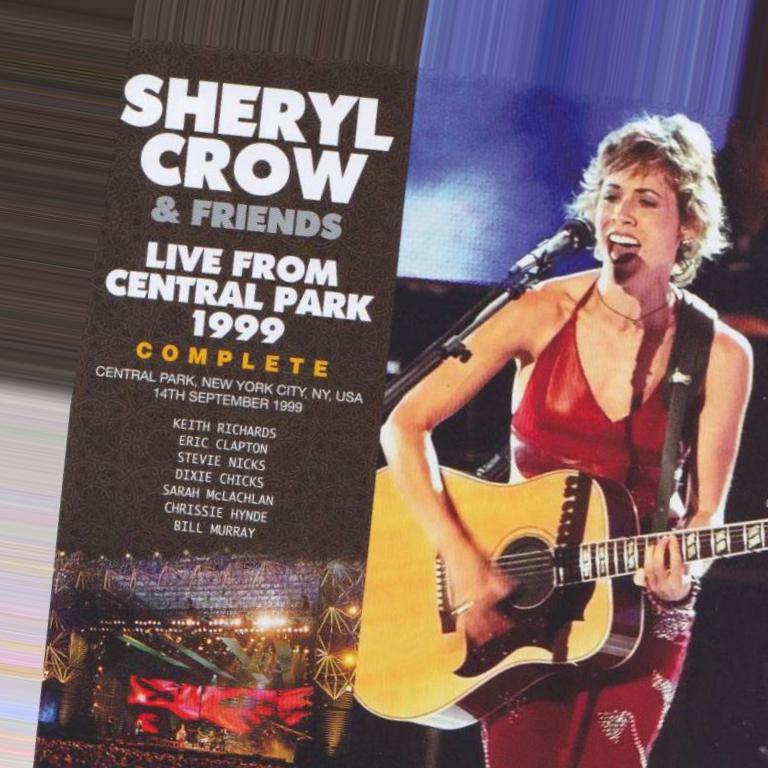 SHERYL
CROW
& FRIENDS
LIVE FROM
CENTRAL PARK
1999
COMPLETE
CENTRAL PARK, NEW YORK CITY, NY, USA
14TH SEPTEMBER 1999
KEITH RICHARDS
ERIC CLAPTON
STEVIE NICKS
DIXIE CHICKS
SARAH McLACHLAN
CHRISSIE HYNDE
BILL MURRAY